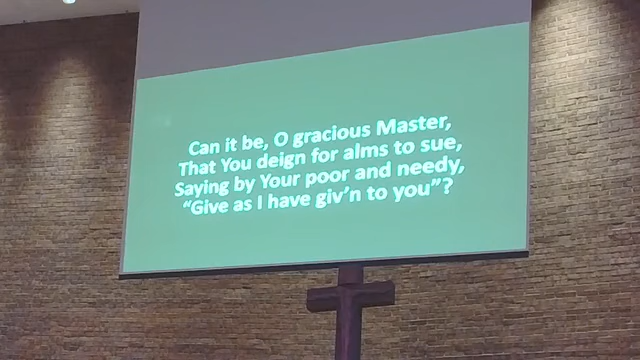 Can it be, O gracious Master,
That You deign for alms to sue,
Saying by Your poor and needy,
“Give as I have giv’n to you”?